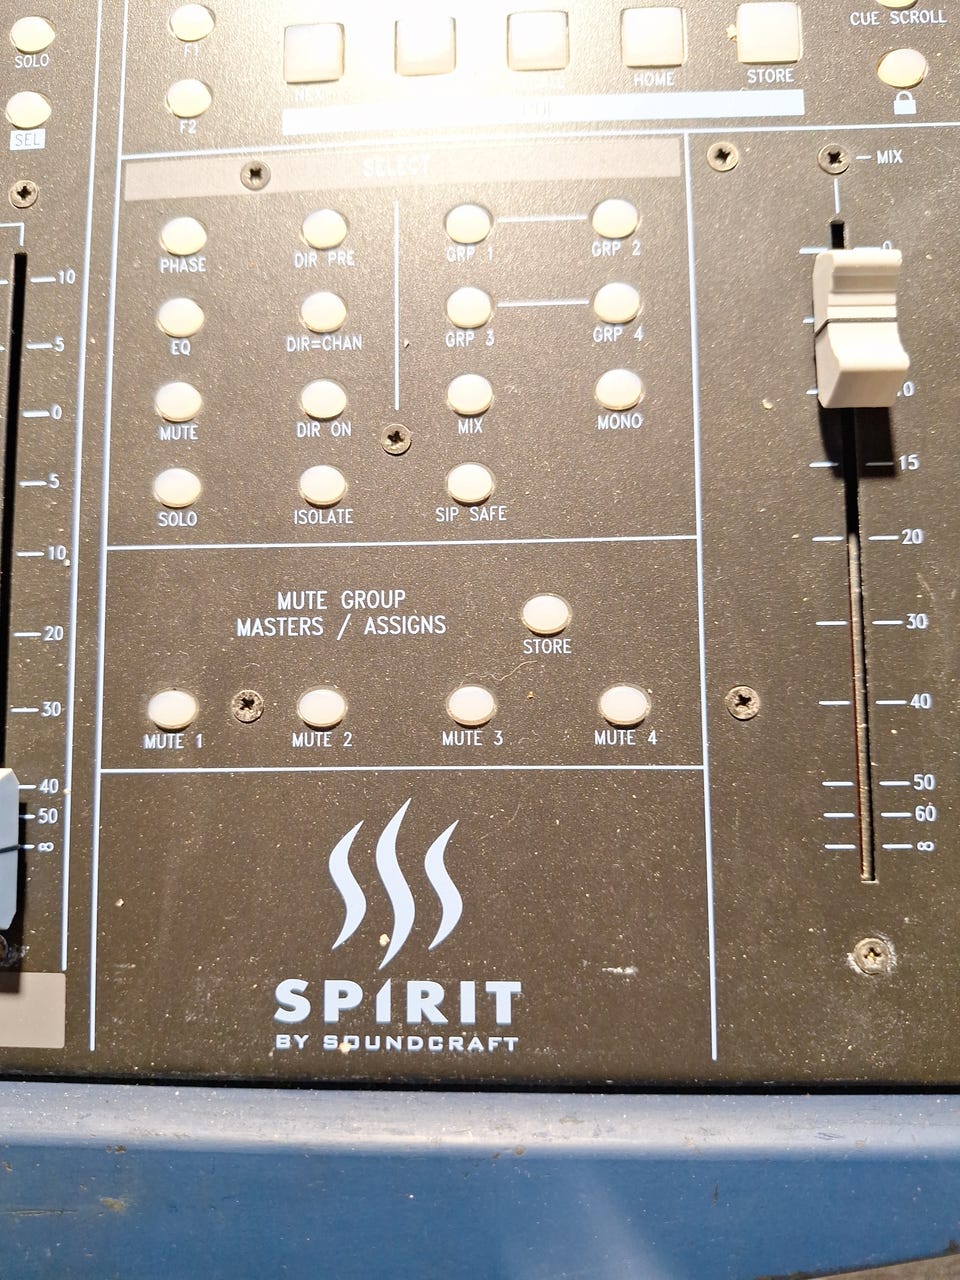 SOLO
F1
HOME
STORE
CUE SCROLL
SEL
F2
SELECT
MIX
PHASE
DIR PRE
GRP 1
GRP 2
0
10
EQ
DIR=CHAN
GRP 3
GRP 4
5
MUTE
DIR ON
MIX
MONO
0
15
SOLO
ISOLATE
SIP SAFE
5
20
10
MUTE GROUP
MASTERS / ASSIGNS
STORE
20
30
MUTE 1
MUTE 2
MUTE 3
MUTE 4
30
40
40
50
50
60
∞
∞
SPIRIT
BY SOUNDCRAFT